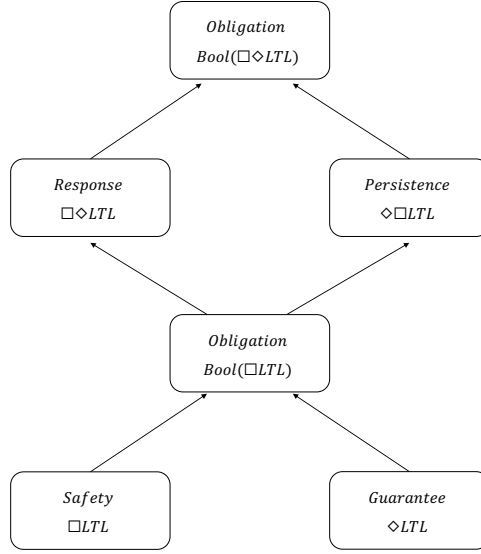 Obligation
Bool(□◇LTL)
Response
□◇LTL
Persistence
◇□LTL
Obligation
Bool(□LTL)
Safety
□LTL
Guarantee
◇LTL